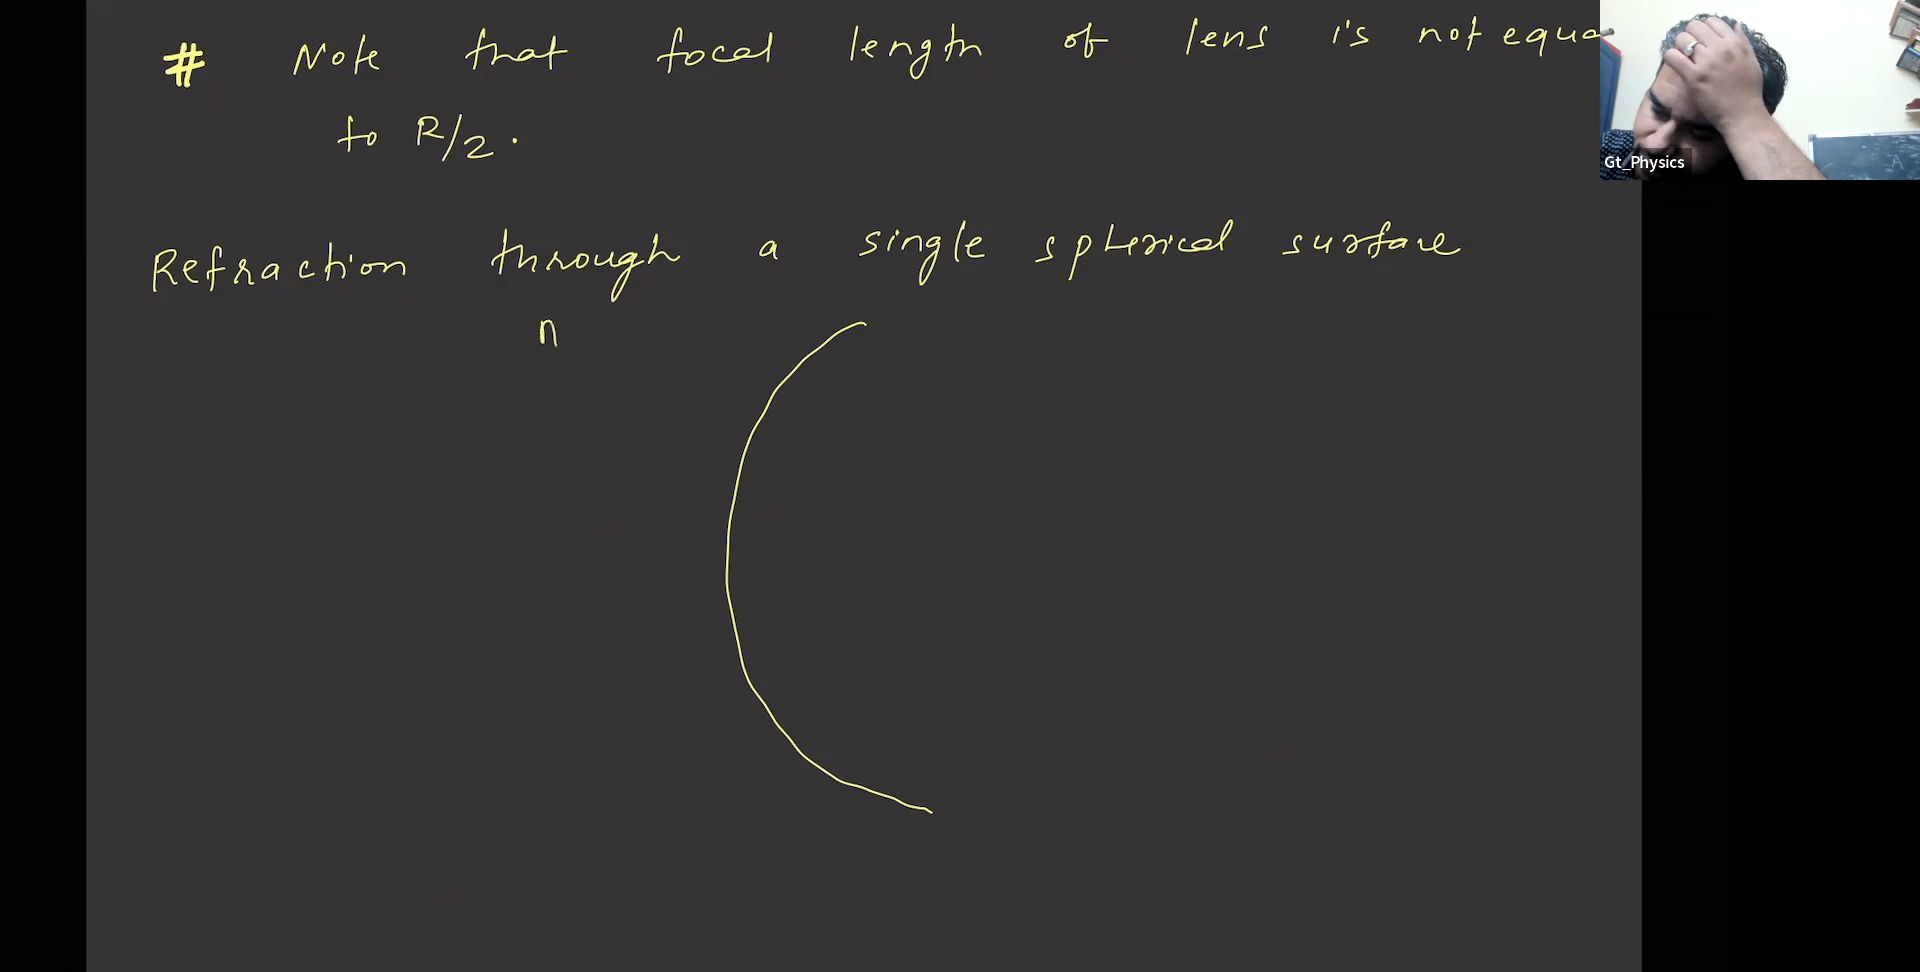 # Note that focal length of lens is not equa
to R/2.
Gt_Physics
A
Refraction through a single spherical surface
n